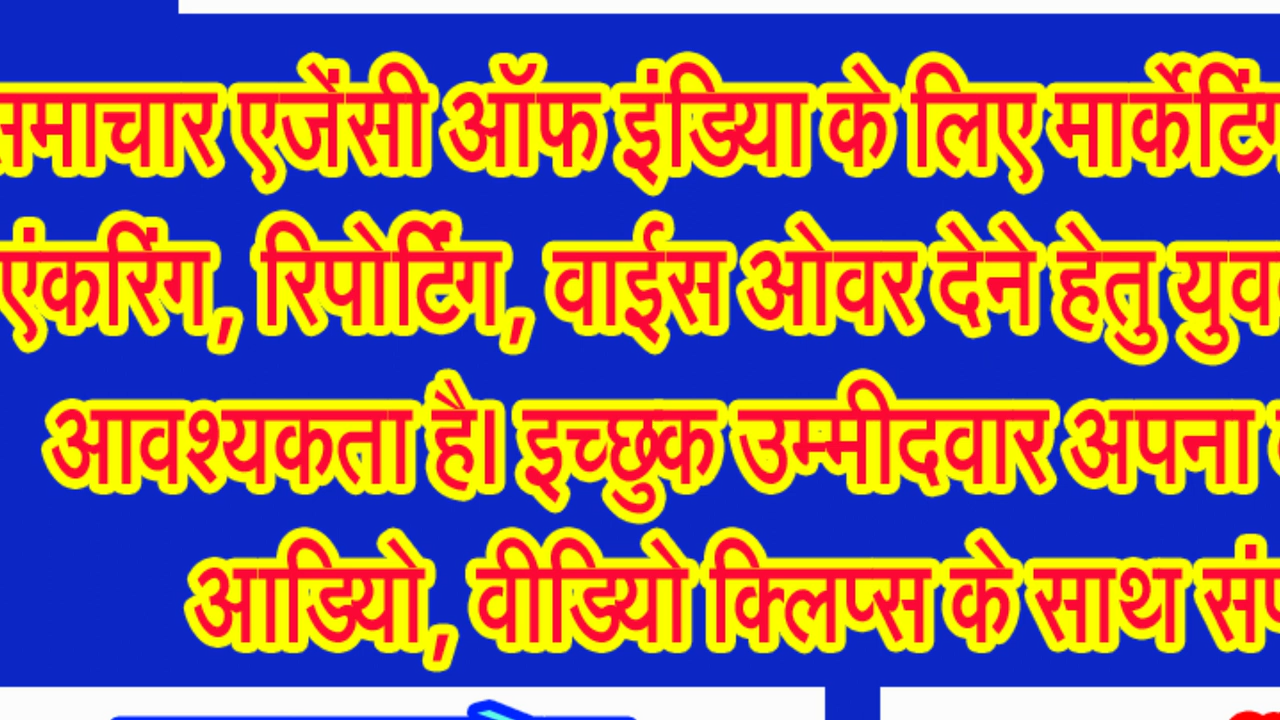 समाचार एजेंसी ऑफ इंडिया के लिए मार्केटिंग
एंकरिंग, रिपोर्टिंग, वाईस ओवर देने हेतु युव
आवश्यकता है। इच्छुक उम्मीदवार अपना
आडियो, वीडियो क्लिप्स के साथ संप